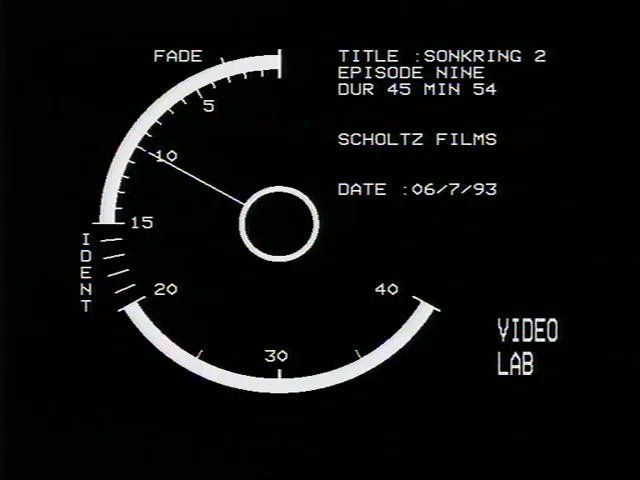 FADE
TITLE :SONKRING 2
EPISODE NINE
DUR 45 MIN 54
5
SCHOLTZ FILMS
10
DATE :06/7/93
15
IDENT
20
40
30
VIDEO
LAB